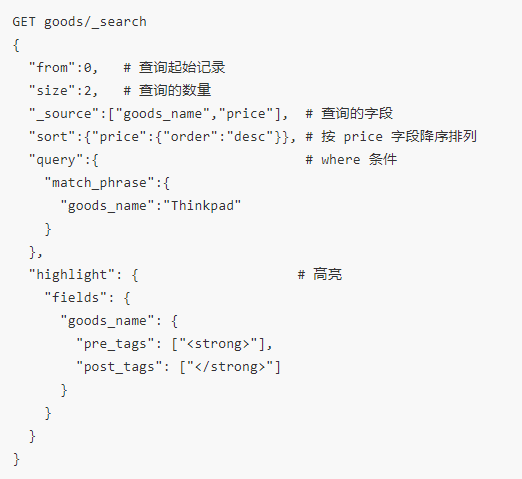 GET goods/_search
{
  "from":0,   # 查询起始记录
  "size":2,   # 查询的数量
  "_source":["goods_name","price"],  # 查询的字段
  "sort":{"price":{"order":"desc"}}, # 按 price 字段降序排列
  "query":{                          # where 条件
    "match_phrase":{
      "goods_name":"Thinkpad"
    }
  },
  "highlight": {                    # 高亮
    "fields": {
      "goods_name": {
        "pre_tags": ["<strong>"],
        "post_tags": ["</strong>"]
      }
    }
  }
}